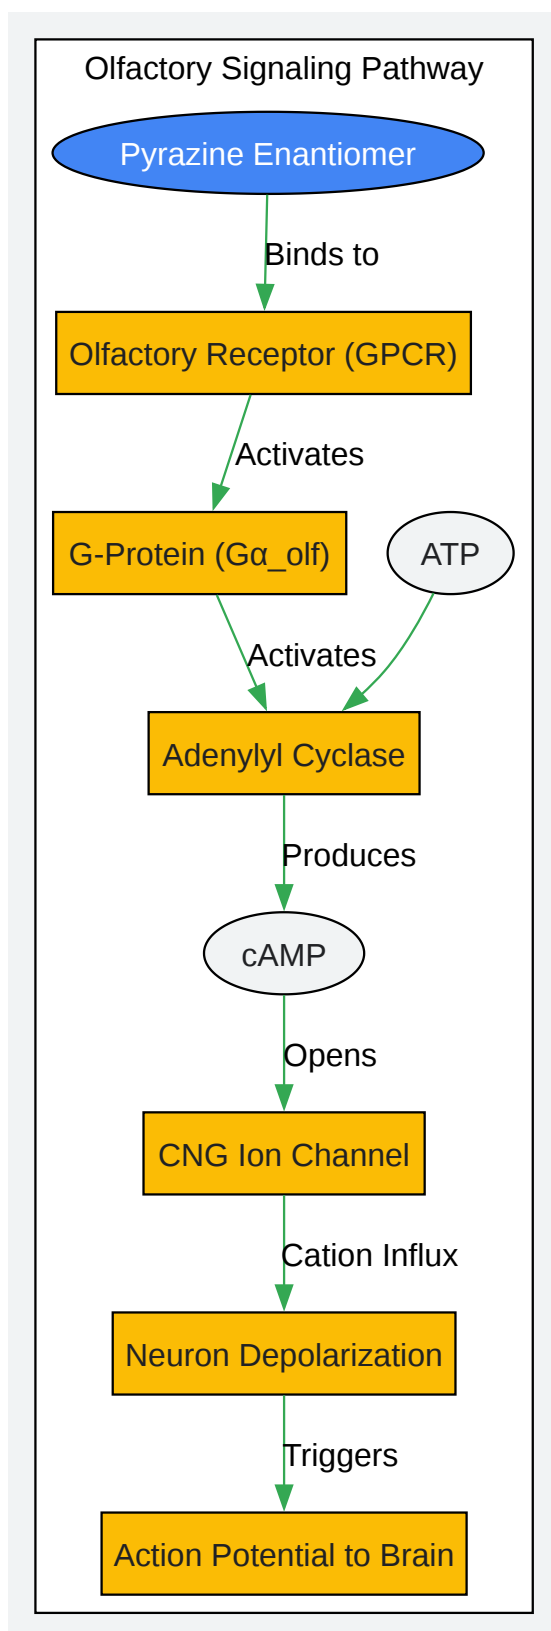 Olfactory Signaling Pathway
Pyrazine Enantiomer
Binds to
Olfactory Receptor (GPCR)
Activates
G-Protein (Gα_olf)
ATP
Activates
Adenylyl Cyclase
Produces
cAMP
Opens
CNG Ion Channel
Cation Influx
Neuron Depolarization
Triggers
Action Potential to Brain